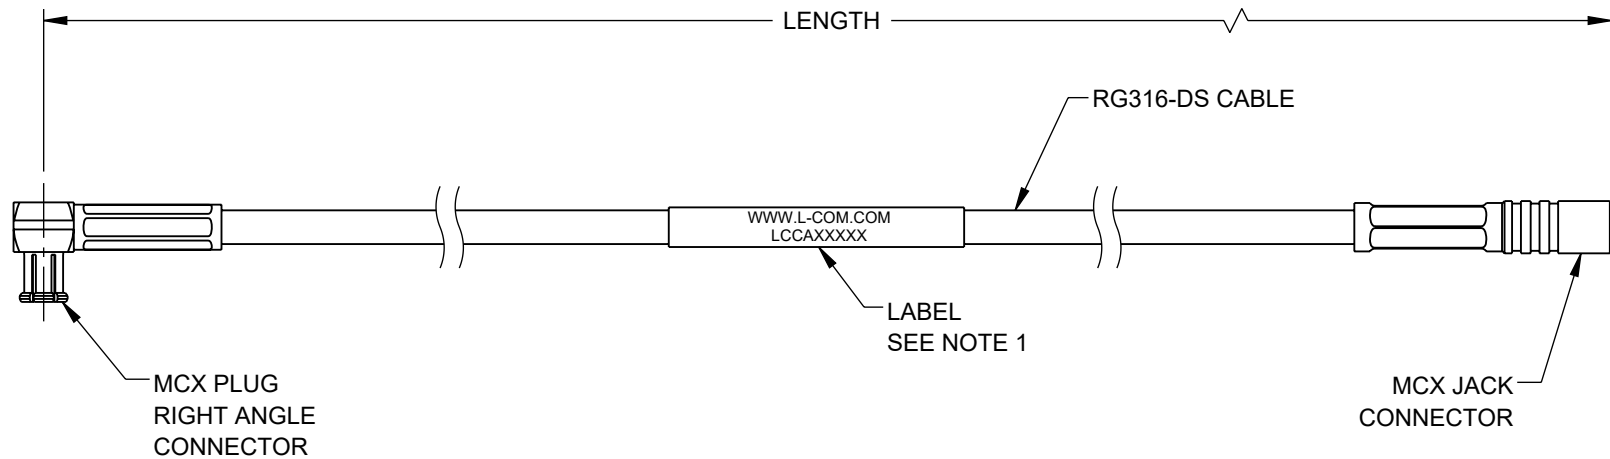 LENGTH
RG316-DS CABLE
WWW.L-COM.COM
LCCAXXXXX
LABEL
SEE NOTE 1
MCX PLUG
RIGHT ANGLE
CONNECTOR
MCX JACK
CONNECTOR